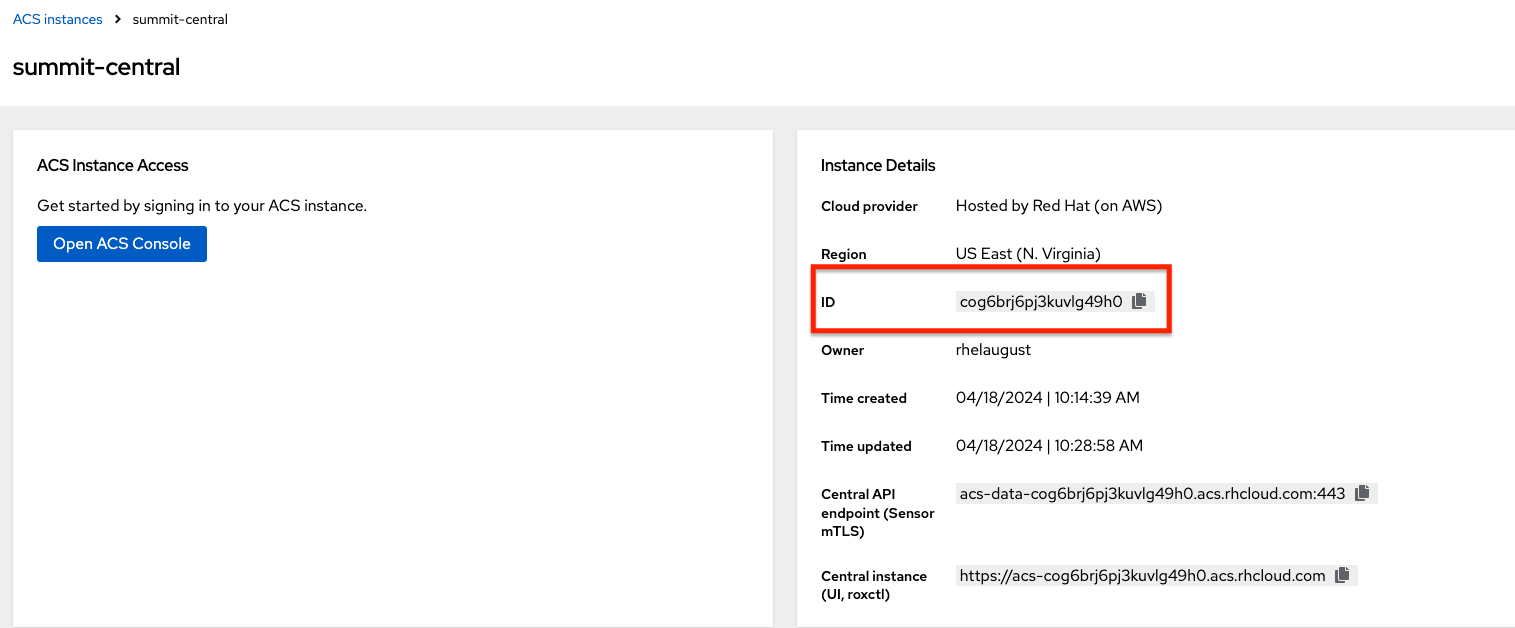 ACS instances > summit-central
summit-central
ACS Instance Access
Get started by signing in to your ACS instance.
Open ACS Console
Instance Details
Cloud provider Hosted by Red Hat (on AWS)
Region US East (N. Virginia)
ID cog6brj6pj3kuvlg49h0
Owner rhelaugust
Time created 04/18/2024 | 10:14:39 AM
Time updated 04/18/2024 | 10:28:58 AM
Central API acs-data-cog6brj6pj3kuvlg49h0.acs.rhcloud.com:443
endpoint (Sensor
mTLS)
Central instance https://acs-cog6brj6pj3kuvlg49h0.acs.rhcloud.com
(UI, roxctl)